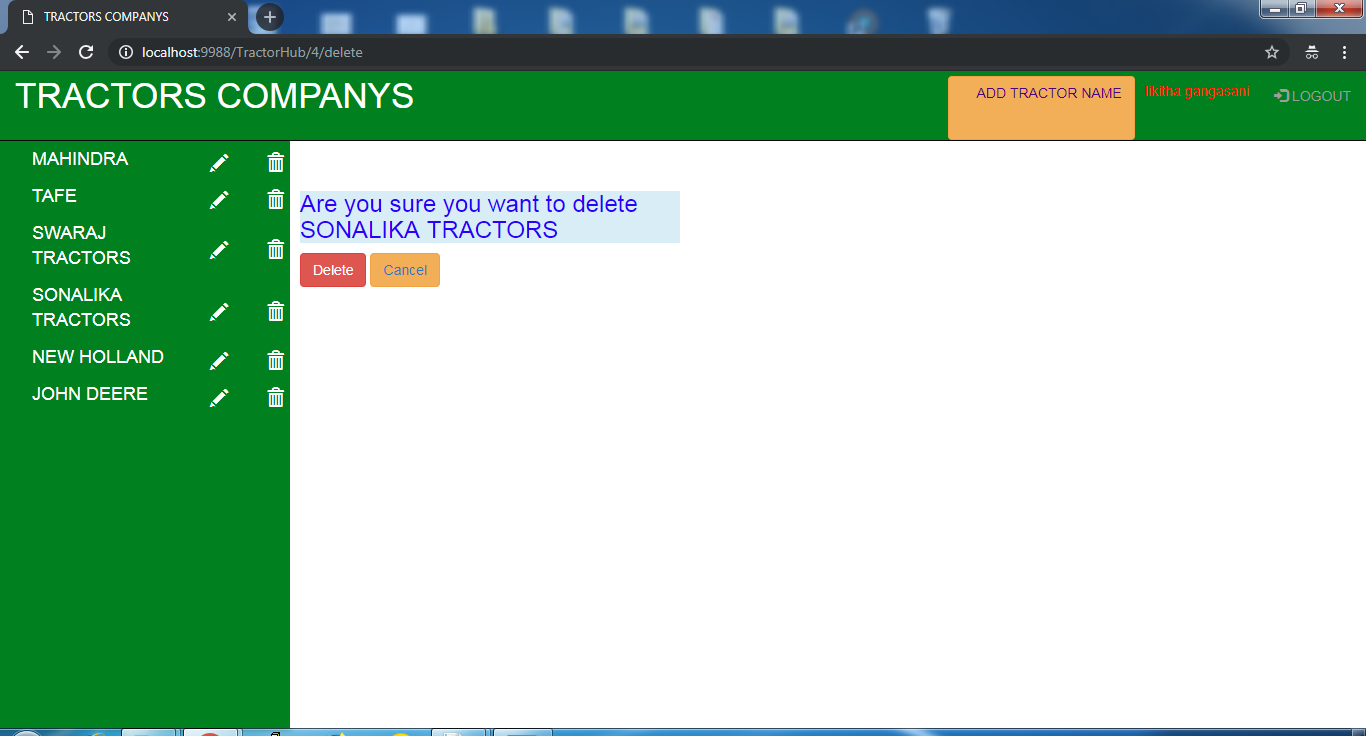 TRACTORS COMPANYS
localhost:9988/TractorHub/4/delete
TRACTORS COMPANYS
ADD TRACTOR NAME
likitha gangasani
LOGOUT
MAHINDRA
TAFE
SWARAJ
TRACTORS
SONALIKA
TRACTORS
NEW HOLLAND
JOHN DEERE
Are you sure you want to delete
SONALIKA TRACTORS
Delete
Cancel